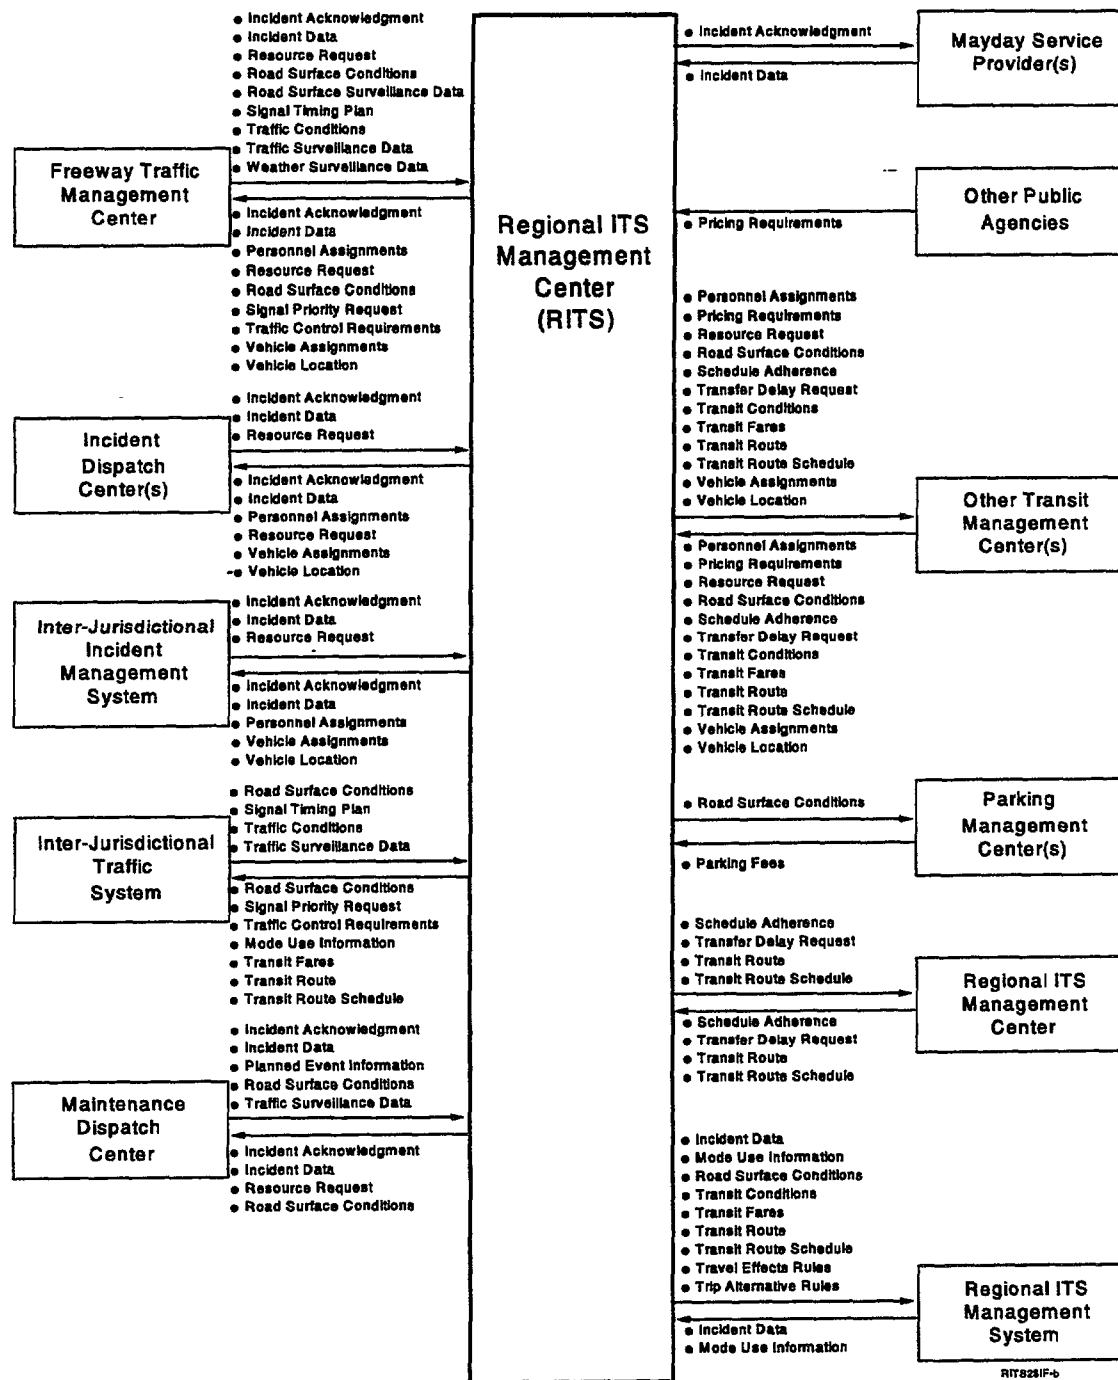 ● Incident Acknowledgment
● Incident Data
● Resource Request
● Road Surface Conditions
● Road Surface Surveillance Data
● Signal Timing Plan
● Traffic Conditions
● Traffic Surveillance Data
● Weather Surveillance Data
Freeway Traffic
Management
Center
● Incident Acknowledgment
● Incident Data
● Personnel Assignments
● Resource Request
● Road Surface Conditions
● Signal Priority Request
● Traffic Control Requirements
● Vehicle Assignments
● Vehicle Location
● Incident Acknowledgment
● Incident Data
● Resource Request
Incident
Dispatch
Center(s)
● Incident Acknowledgment
● Incident Data
● Personnel Assignments
● Resource Request
● Vehicle Assignments
● Vehicle Location
● Incident Acknowledgment
● Incident Data
● Resource Request
Inter-Jurisdictional
Incident
Management
System
● Incident Acknowledgment
● Incident Data
● Personnel Assignments
● Vehicle Assignments
● Vehicle Location
● Road Surface Conditions
● Signal Timing Plan
● Traffic Conditions
● Traffic Surveillance Data
Inter-Jurisdictional
Traffic
System
● Road Surface Conditions
● Signal Priority Request
● Traffic Control Requirements
● Mode Use Information
● Transit Fares
● Transit Route
● Transit Route Schedule
● Incident Acknowledgment
● Incident Data
● Planned Event Information
● Road Surface Conditions
● Traffic Surveillance Data
Maintenance
Dispatch
Center
● Incident Acknowledgment
● Incident Data
● Resource Request
● Road Surface Conditions
Regional ITS
Management
Center
(RITS)
● Incident Acknowledgment
Mayday Service
Provider(s)
● Incident Data
Other Public
Agencies
● Pricing Requirements
● Personnel Assignments
● Pricing Requirements
● Resource Request
● Road Surface Conditions
● Schedule Adherence
● Transfer Delay Request
● Transit Conditions
● Transit Fares
● Transit Route
● Transit Route Schedule
● Vehicle Assignments
● Vehicle Location
Other Transit
Management
Center(s)
● Personnel Assignments
● Pricing Requirements
● Resource Request
● Road Surface Conditions
● Schedule Adherence
● Transfer Delay Request
● Transit Conditions
● Transit Fares
● Transit Route
● Transit Route Schedule
● Vehicle Assignments
● Vehicle Location
● Road Surface Conditions
Parking
Management
Center(s)
● Parking Fees
● Schedule Adherence
● Transfer Delay Request
● Transit Route
● Transit Route Schedule
Regional ITS
Management
Center
● Schedule Adherence
● Transfer Delay Request
● Transit Route
● Transit Route Schedule
● Incident Data
● Mode Use Information
● Road Surface Conditions
● Transit Conditions
● Transit Fares
● Transit Route
● Transit Route Schedule
● Travel Effects Rules
● Trip Alternative Rules
Regional ITS
Management
System
● Incident Data
● Mode Use Information
RITS2SIF-b